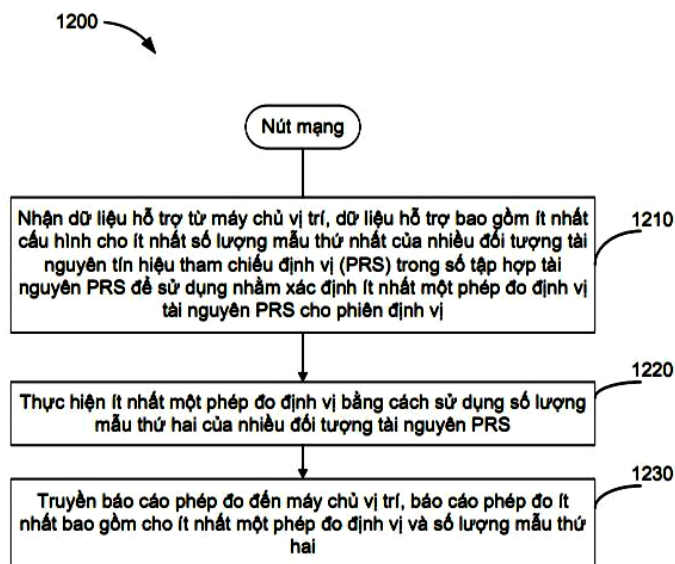 1200
Nút mạng
Nhận dữ liệu hỗ trợ từ máy chủ vị trí, dữ liệu hỗ trợ bao gồm ít nhất
cấu hình cho ít nhất số lượng mẫu thứ nhất của nhiều đối tượng tài
nguyên tín hiệu tham chiếu định vị (PRS) trong số tập hợp tài
nguyên PRS để sử dụng nhằm xác định ít nhất một phép đo định vị
tài nguyên PRS cho phiên định vị
1210
Thực hiện ít nhất một phép đo định vị bằng cách sử dụng số lượng
mẫu thứ hai của nhiều đối tượng tài nguyên PRS
1220
Truyền báo cáo phép đo đến máy chủ vị trí, báo cáo phép đo ít
nhất bao gồm cho ít nhất một phép đo định vị và số lượng mẫu thứ
hai
1230